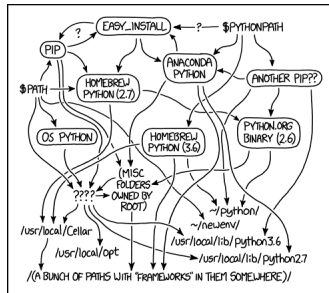 EASY_INSTALL
?
$PYTHONPATH
?
PIP
ANACONDA
PYTHON
ANOTHER PIP??
HOMEBREW
PYTHON (2.7)
$PATH
OS PYTHON
HOMEBREW
PYTHON (3.6)
PYTHON.ORG
BINARY (2.6)
(MISC
FOLDERS
OWNED BY
ROOT)
????
~/python/
~/newenv/
/usr/local/Cellar
/usr/local/opt
/usr/local/lib/python3.6
/usr/local/lib/python2.7
/(A BUNCH OF PATHS WITH "FRAMEWORKS" IN THEM SOMEWHERE)/